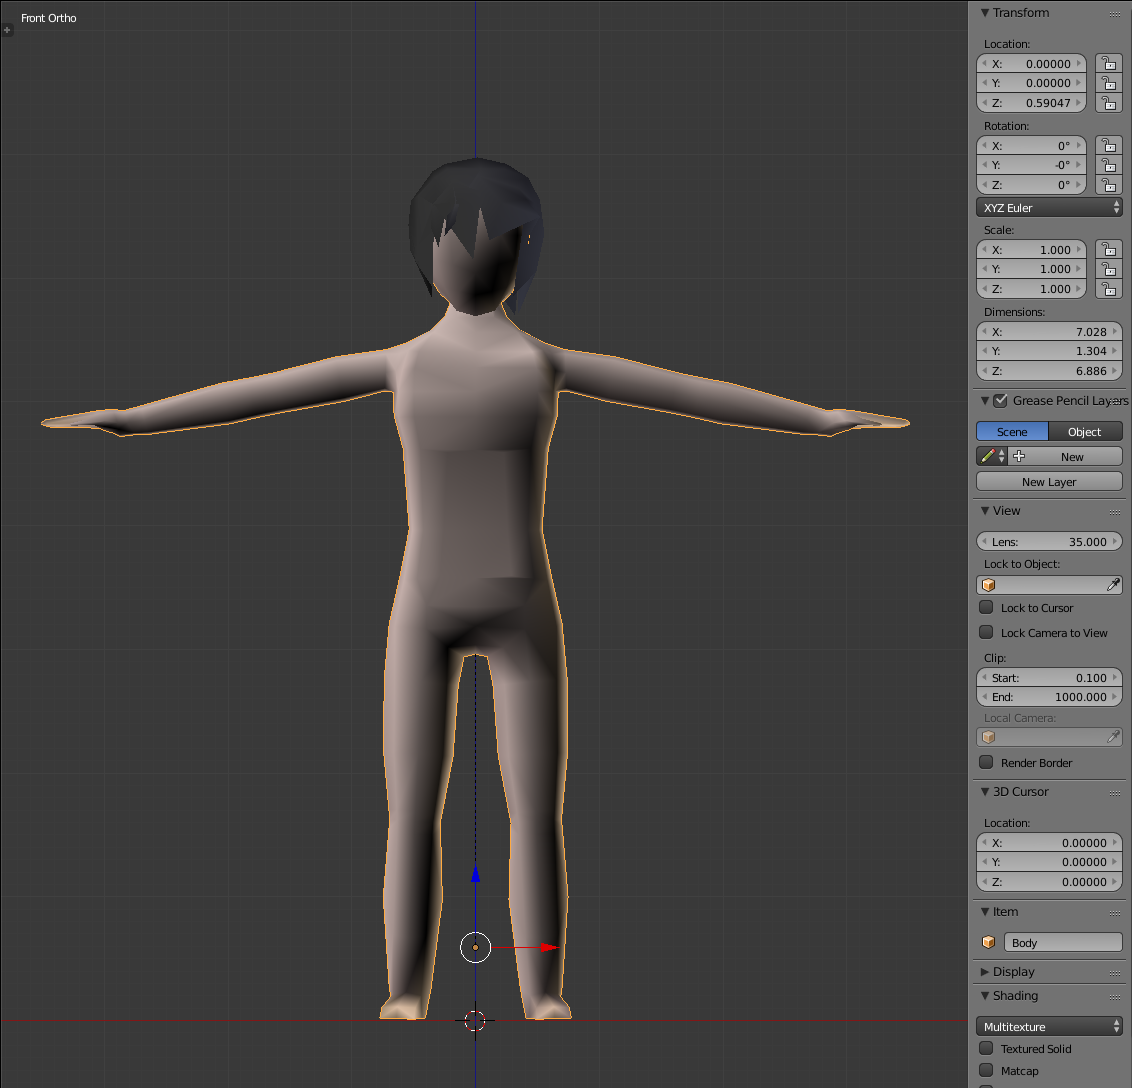 Front Ortho
Transform
Location:
X: 0.00000
Y: 0.00000
Z: 0.59047
Rotation:
X: 0°
Y: -0°
Z: 0°
XYZ Euler
Scale:
X: 1.000
Y: 1.000
Z: 1.000
Dimensions:
X: 7.028
Y: 1.304
Z: 6.886
Grease Pencil Layers
Scene Object
New
New Layer
View
Lens: 35.000
Lock to Object:
Lock to Cursor
Lock Camera to View
Clip:
Start: 0.100
End: 1000.000
Local Camera:
Render Border
3D Cursor
Location:
X: 0.00000
Y: 0.00000
Z: 0.00000
Item
Body
Display
Shading
Multitexture
Textured Solid
Matcap